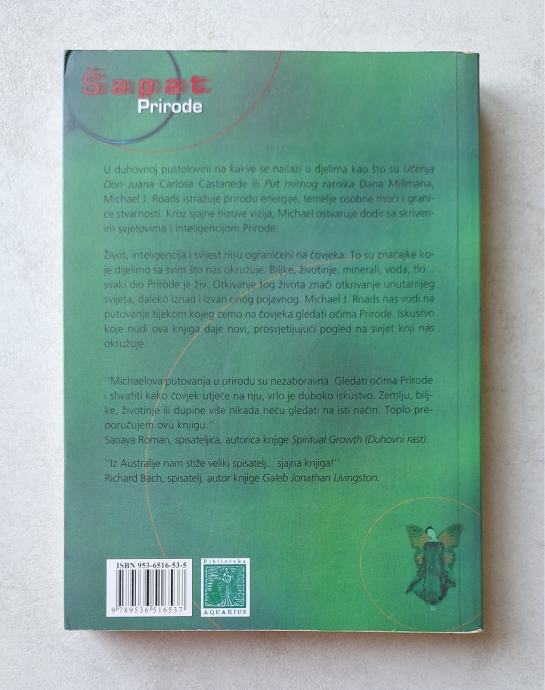 Šapat
Prirode
U duhovnoj pustolovini na kakve se nailazi u djelima kao što su Učenja
Don Juana Carlosa Castanede ili Put mirnog ratnika Dana Millmana,
Michael J. Roads istražuje prirodu energije, temelje osobne moći i grani-
ce stvarnosti. Kroz sjajne nizove vizija, Michael ostvaruje dodir sa skriven-
im svjetovima i inteligencijom Prirode.
Život, inteligencija i svijest nisu ograničeni na čovjeka. To su značajke ko-
je dijelimo sa svim što nas okružuje. Biljke, životinje, minerali, voda, tlo...
svaki dio Prirode je živ. Otkivanje tog života znači otkrivanje unutarnjeg
svijeta, daleko iznad i izvan onog pojavnog. Michael J. Roads nas vodi na
putovanje tijekom kojeg ćemo na čovjeka gledati očima Prirode. Iskustvo
koje nudi ova knjiga daje novi, prosvjetljujući pogled na svijet koji nas
okružuje.
''Michaelova putovanja u prirodu su nezaboravna. Gledati očima Prirode
i shvatiti kako čovjek utječe na nju, vrlo je duboko iskustvo. Zemlju, bilj-
ke, životinje ili dupine više nikada neću gledati na isti način. Toplo pre-
poručujem ovu knjigu.''
Sanaya Roman, spisateljica, autorica knjige Spiritual Growth (Duhovni rast).
''Iz Australije nam stiže veliki spisatelj... sjajna knjiga!''
Richard Bach, spisatelj, autor knjige Galeb Jonathan Livingston.
ISBN 953-6516-53-5
9 789536 516537
Biblioteka
AQUARIUS